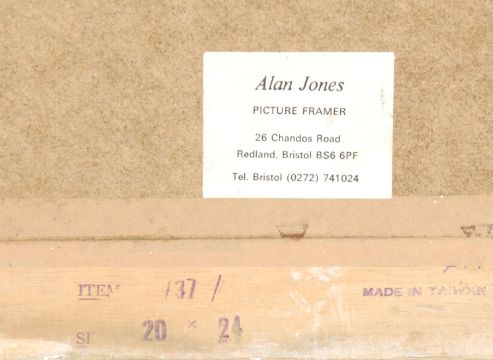 Alan Jones
PICTURE FRAMER
26 Chandos Road
Redland, Bristol BS6 6PF
Tel. Bristol (0272) 741024
ITEM 137 /
MADE IN TAIWAN
20 × 24